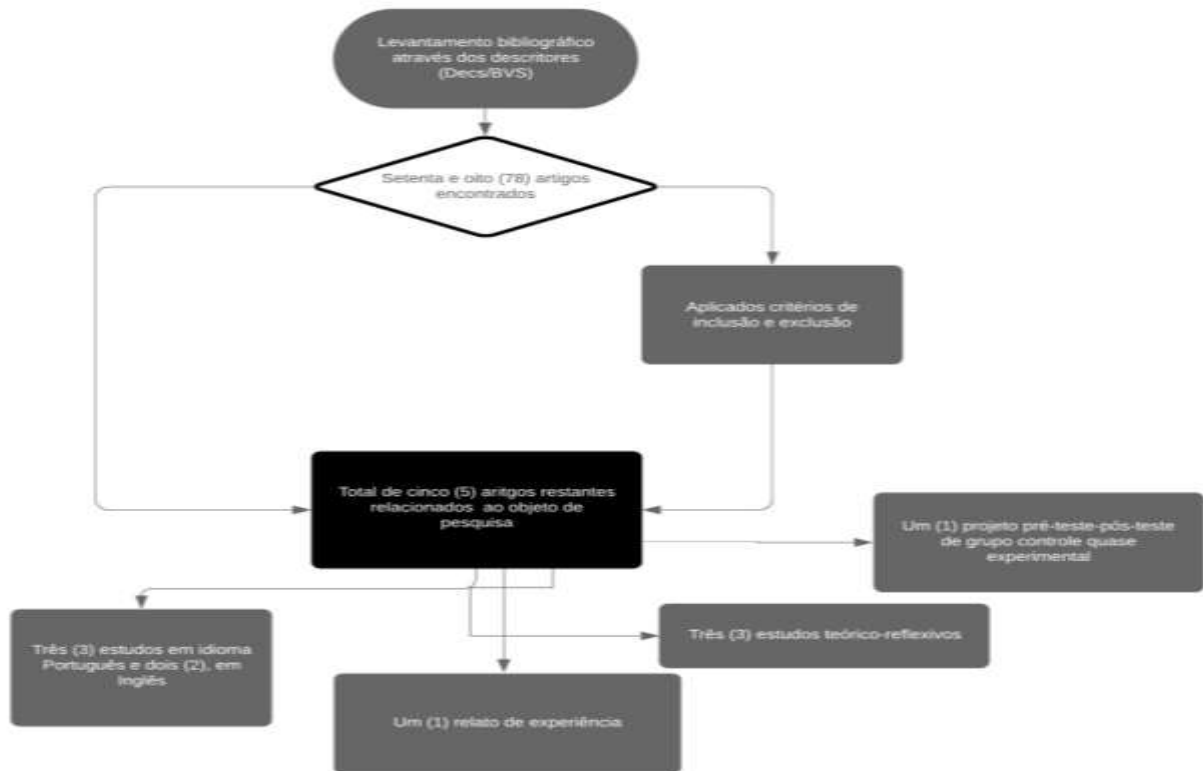 Levantamento bibliográfico
através dos descritores
(Decs/BVS)
Setenta e oito (78) artigos
encontrados
Aplicados critérios de
inclusão e exclusão
Total de cinco (5) aritgos restantes
relacionados ao objeto de
pesquisa
Um (1) projeto pré-teste-pós-teste
de grupo controle quase
experimental
Três (3) estudos teórico-reflexivos
Três (3) estudos em idioma
Português e dois (2), em
Inglês
Um (1) relato de experiência